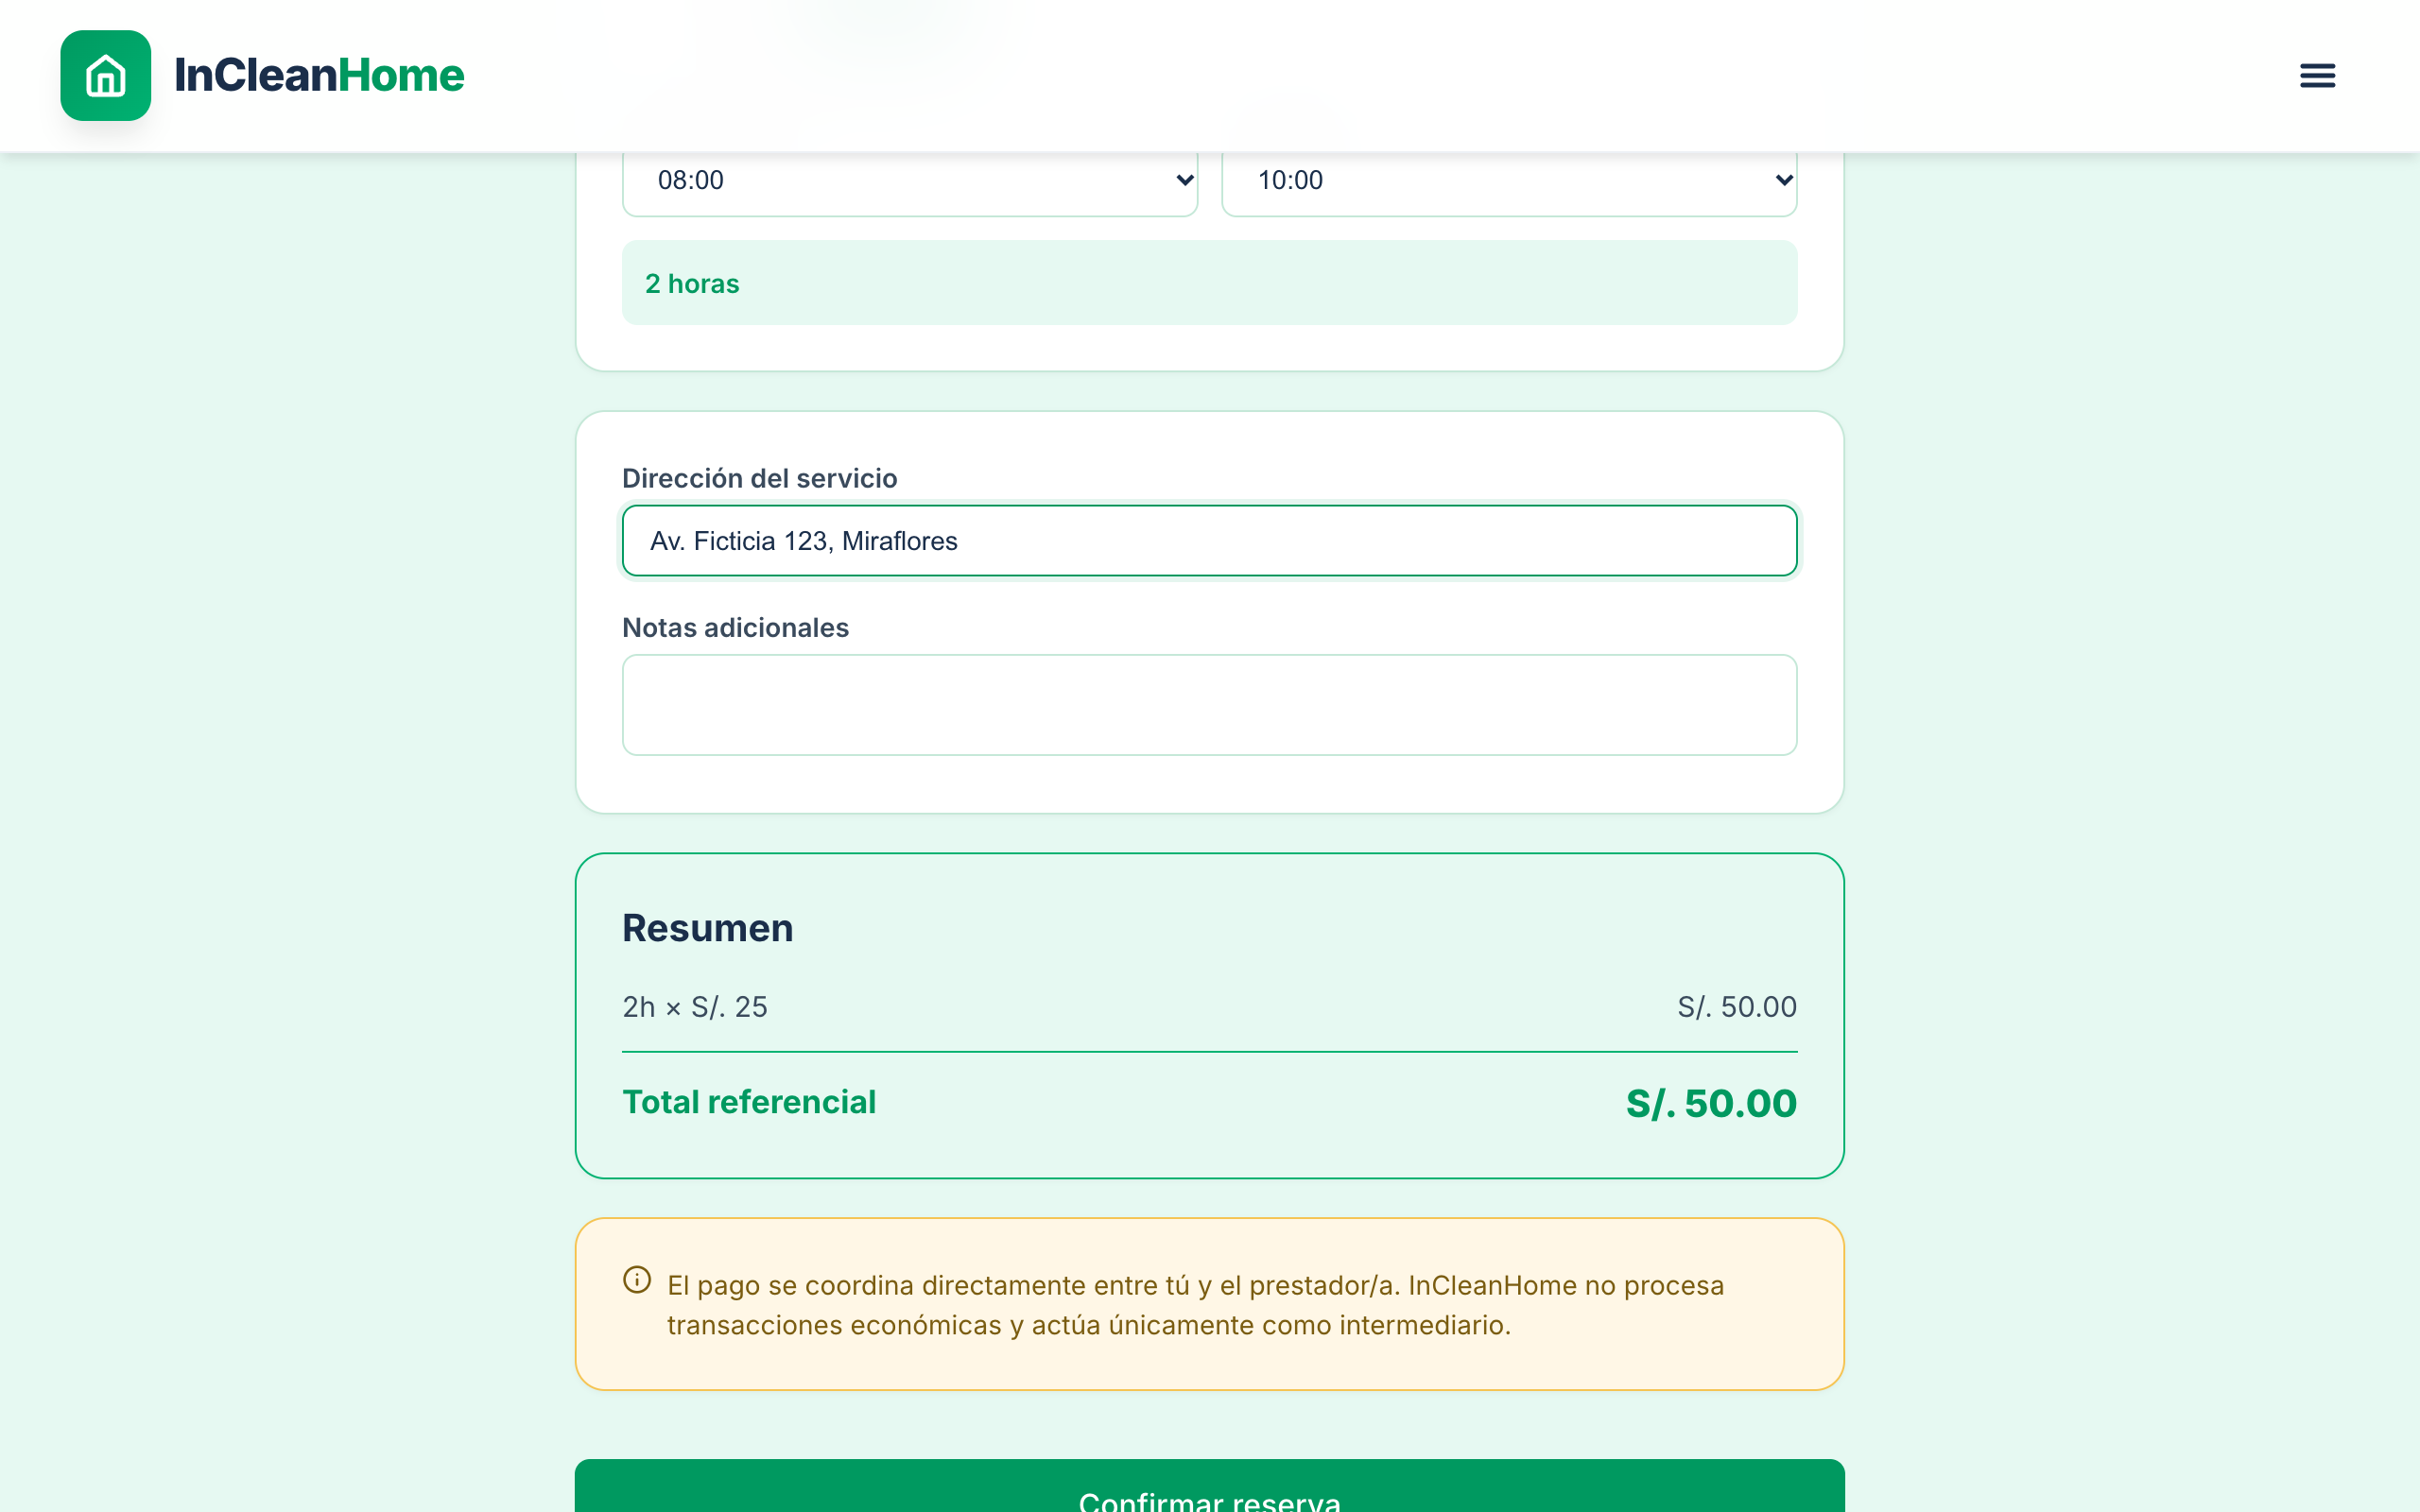 InCleanHome
08:00 10:00
2 horas
Dirección del servicio
Av. Ficticia 123, Miraflores
Notas adicionales
Resumen
2h × S/. 25 S/. 50.00
Total referencial S/. 50.00
El pago se coordina directamente entre tú y el prestador/a. InCleanHome no procesa
transacciones económicas y actúa únicamente como intermediario.
Confirmar reserva